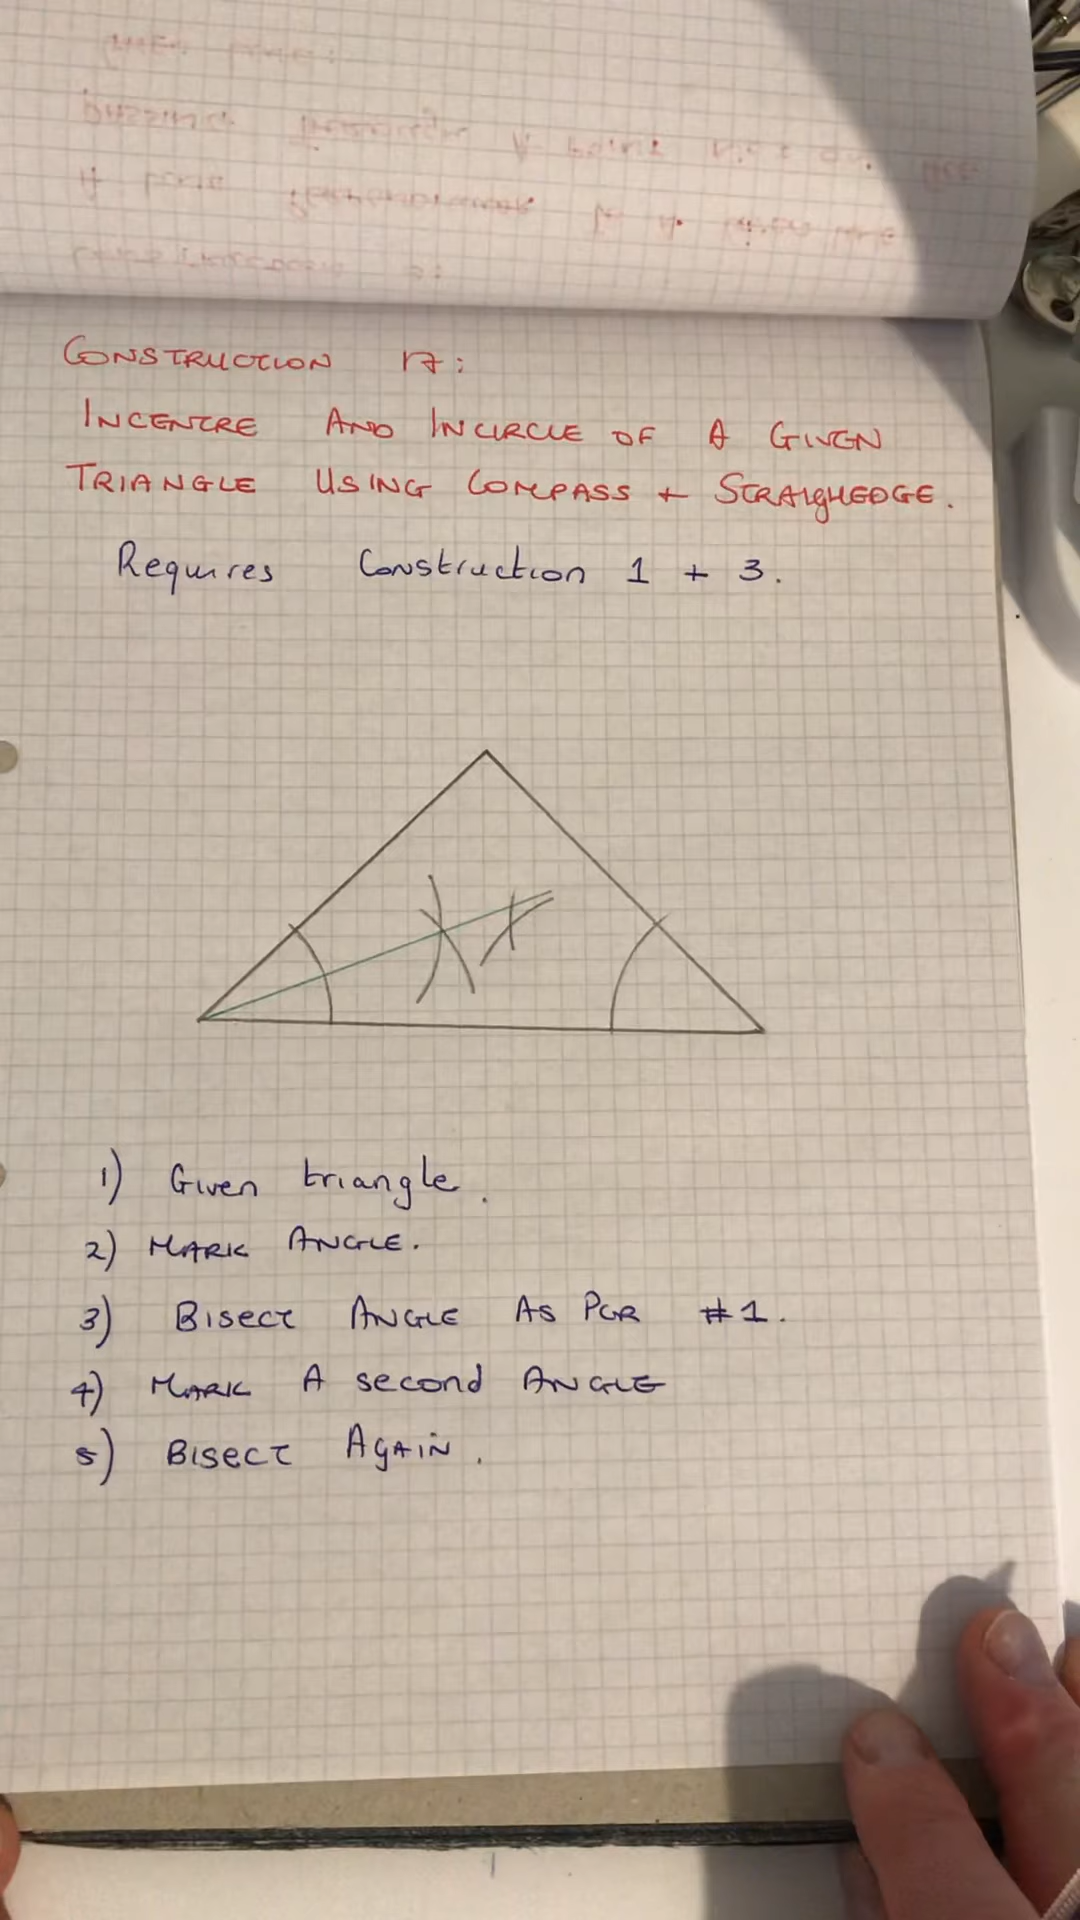 CONSTRUCTION 17:
INCENTRE AND INCIRCLE OF A GIVEN
TRIANGLE USING COMPASS + STRAIGHEDGE.
Requires Construction 1 + 3.
1) Given triangle.
2) MARK ANGLE.
3) BISECT ANGLE AS PER #1.
4) MARK A second ANGLE
5) BISECT AGAIN.